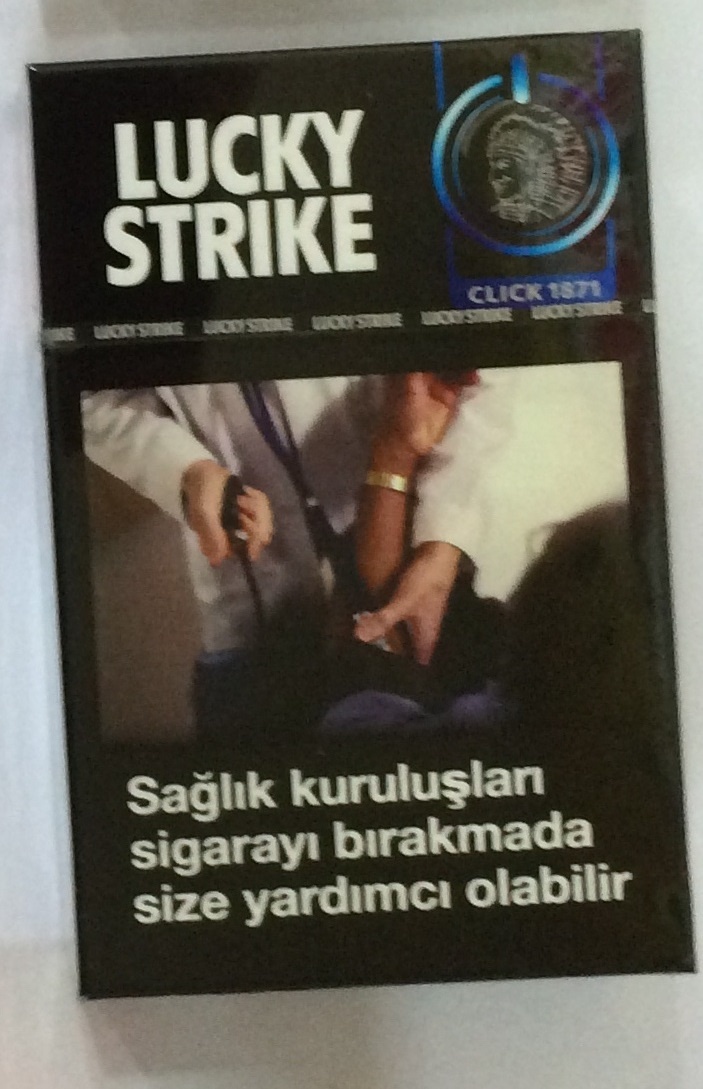 LUCKY
STRIKE
CLICK 1871
LUCKY STRIKE LUCKY STRIKE LUCKY STRIKE LUCKY STRIKE LUCKY STRIKE
Sağlık kuruluşları
sigarayı bırakmada
size yardımcı olabilir